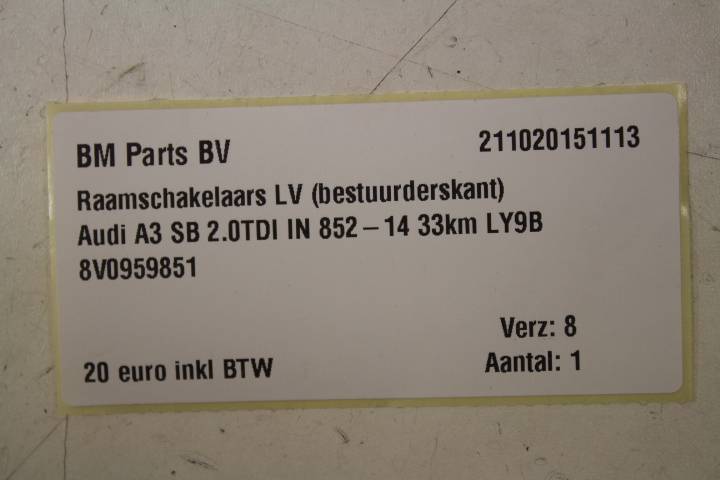 BM Parts BV 211020151113
Raamschakelaars LV (bestuurderskant)
Audi A3 SB 2.0TDI IN 852 – 14 33km LY9B
8V0959851
Verz: 8
20 euro inkl BTW Aantal: 1